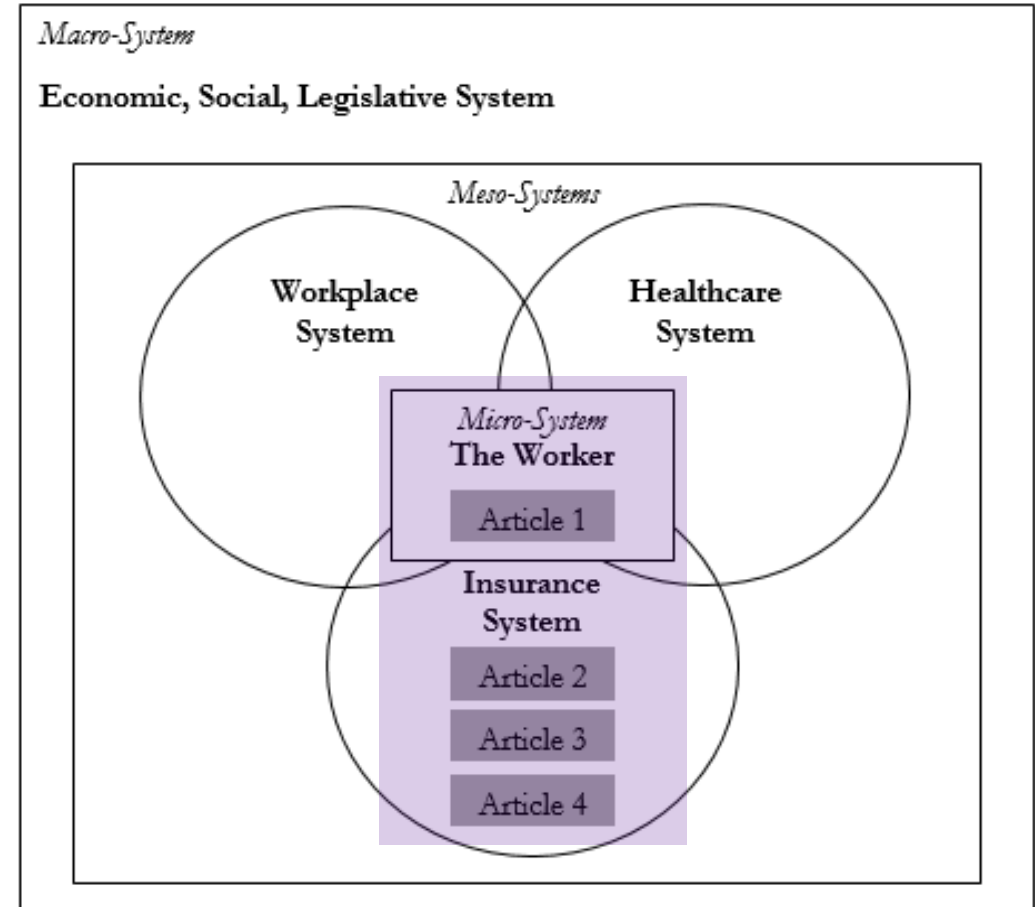 Macro-System
Economic, Social, Legislative System
Meso-Systems
Workplace
System
Healthcare
System
Micro-System
The Worker
Article 1
Insurance
System
Article 2
Article 3
Article 4